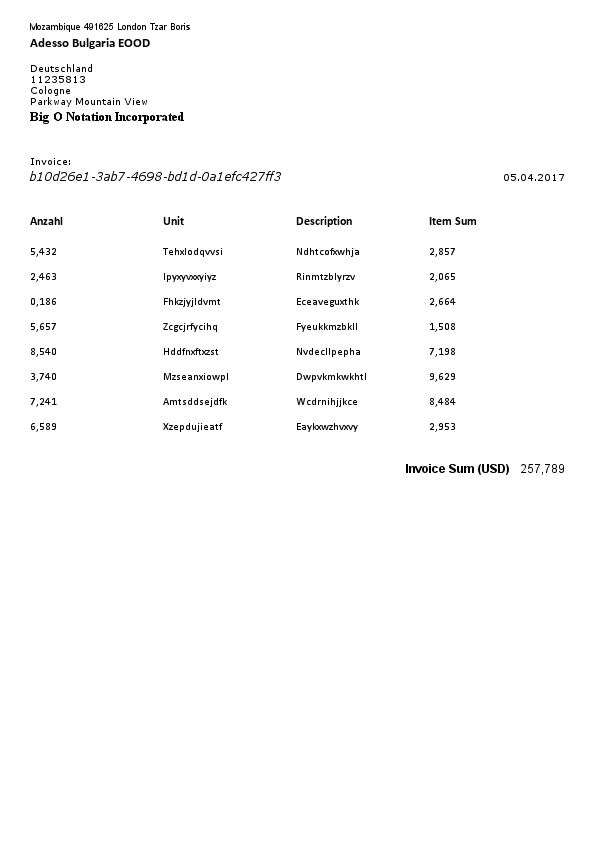 Mozambique 491625 London Tzar Boris
Adesso Bulgaria EOOD
Deutschland
11235813
Cologne
Parkway Mountain View
Big O Notation Incorporated
Invoice:
b10d26e1-3ab7-4698-bd1d-0a1efc427ff3 05.04.2017
Anzahl Unit Description Item Sum
5,432 Tehxlodqvvsi Ndhtcofxwhja 2,857
2,463 Ipyxyvxxyiyz Rinmtzblyrzv 2,065
0,186 Fhkzjyjldvmt Eceaveguxthk 2,664
5,657 Zcgcjrfycihq Fyeukkmzbkll 1,508
8,540 Hddfnxftxzst Nvdecllpepha 7,198
3,740 Mzseanxiowpl Dwpvkmkwkhtl 9,629
7,241 Amtsddsejdfk Wcdrnihjjkce 8,484
6,589 Xzepdujieatf Eaykxwzhvxvy 2,953
Invoice Sum (USD) 257,789